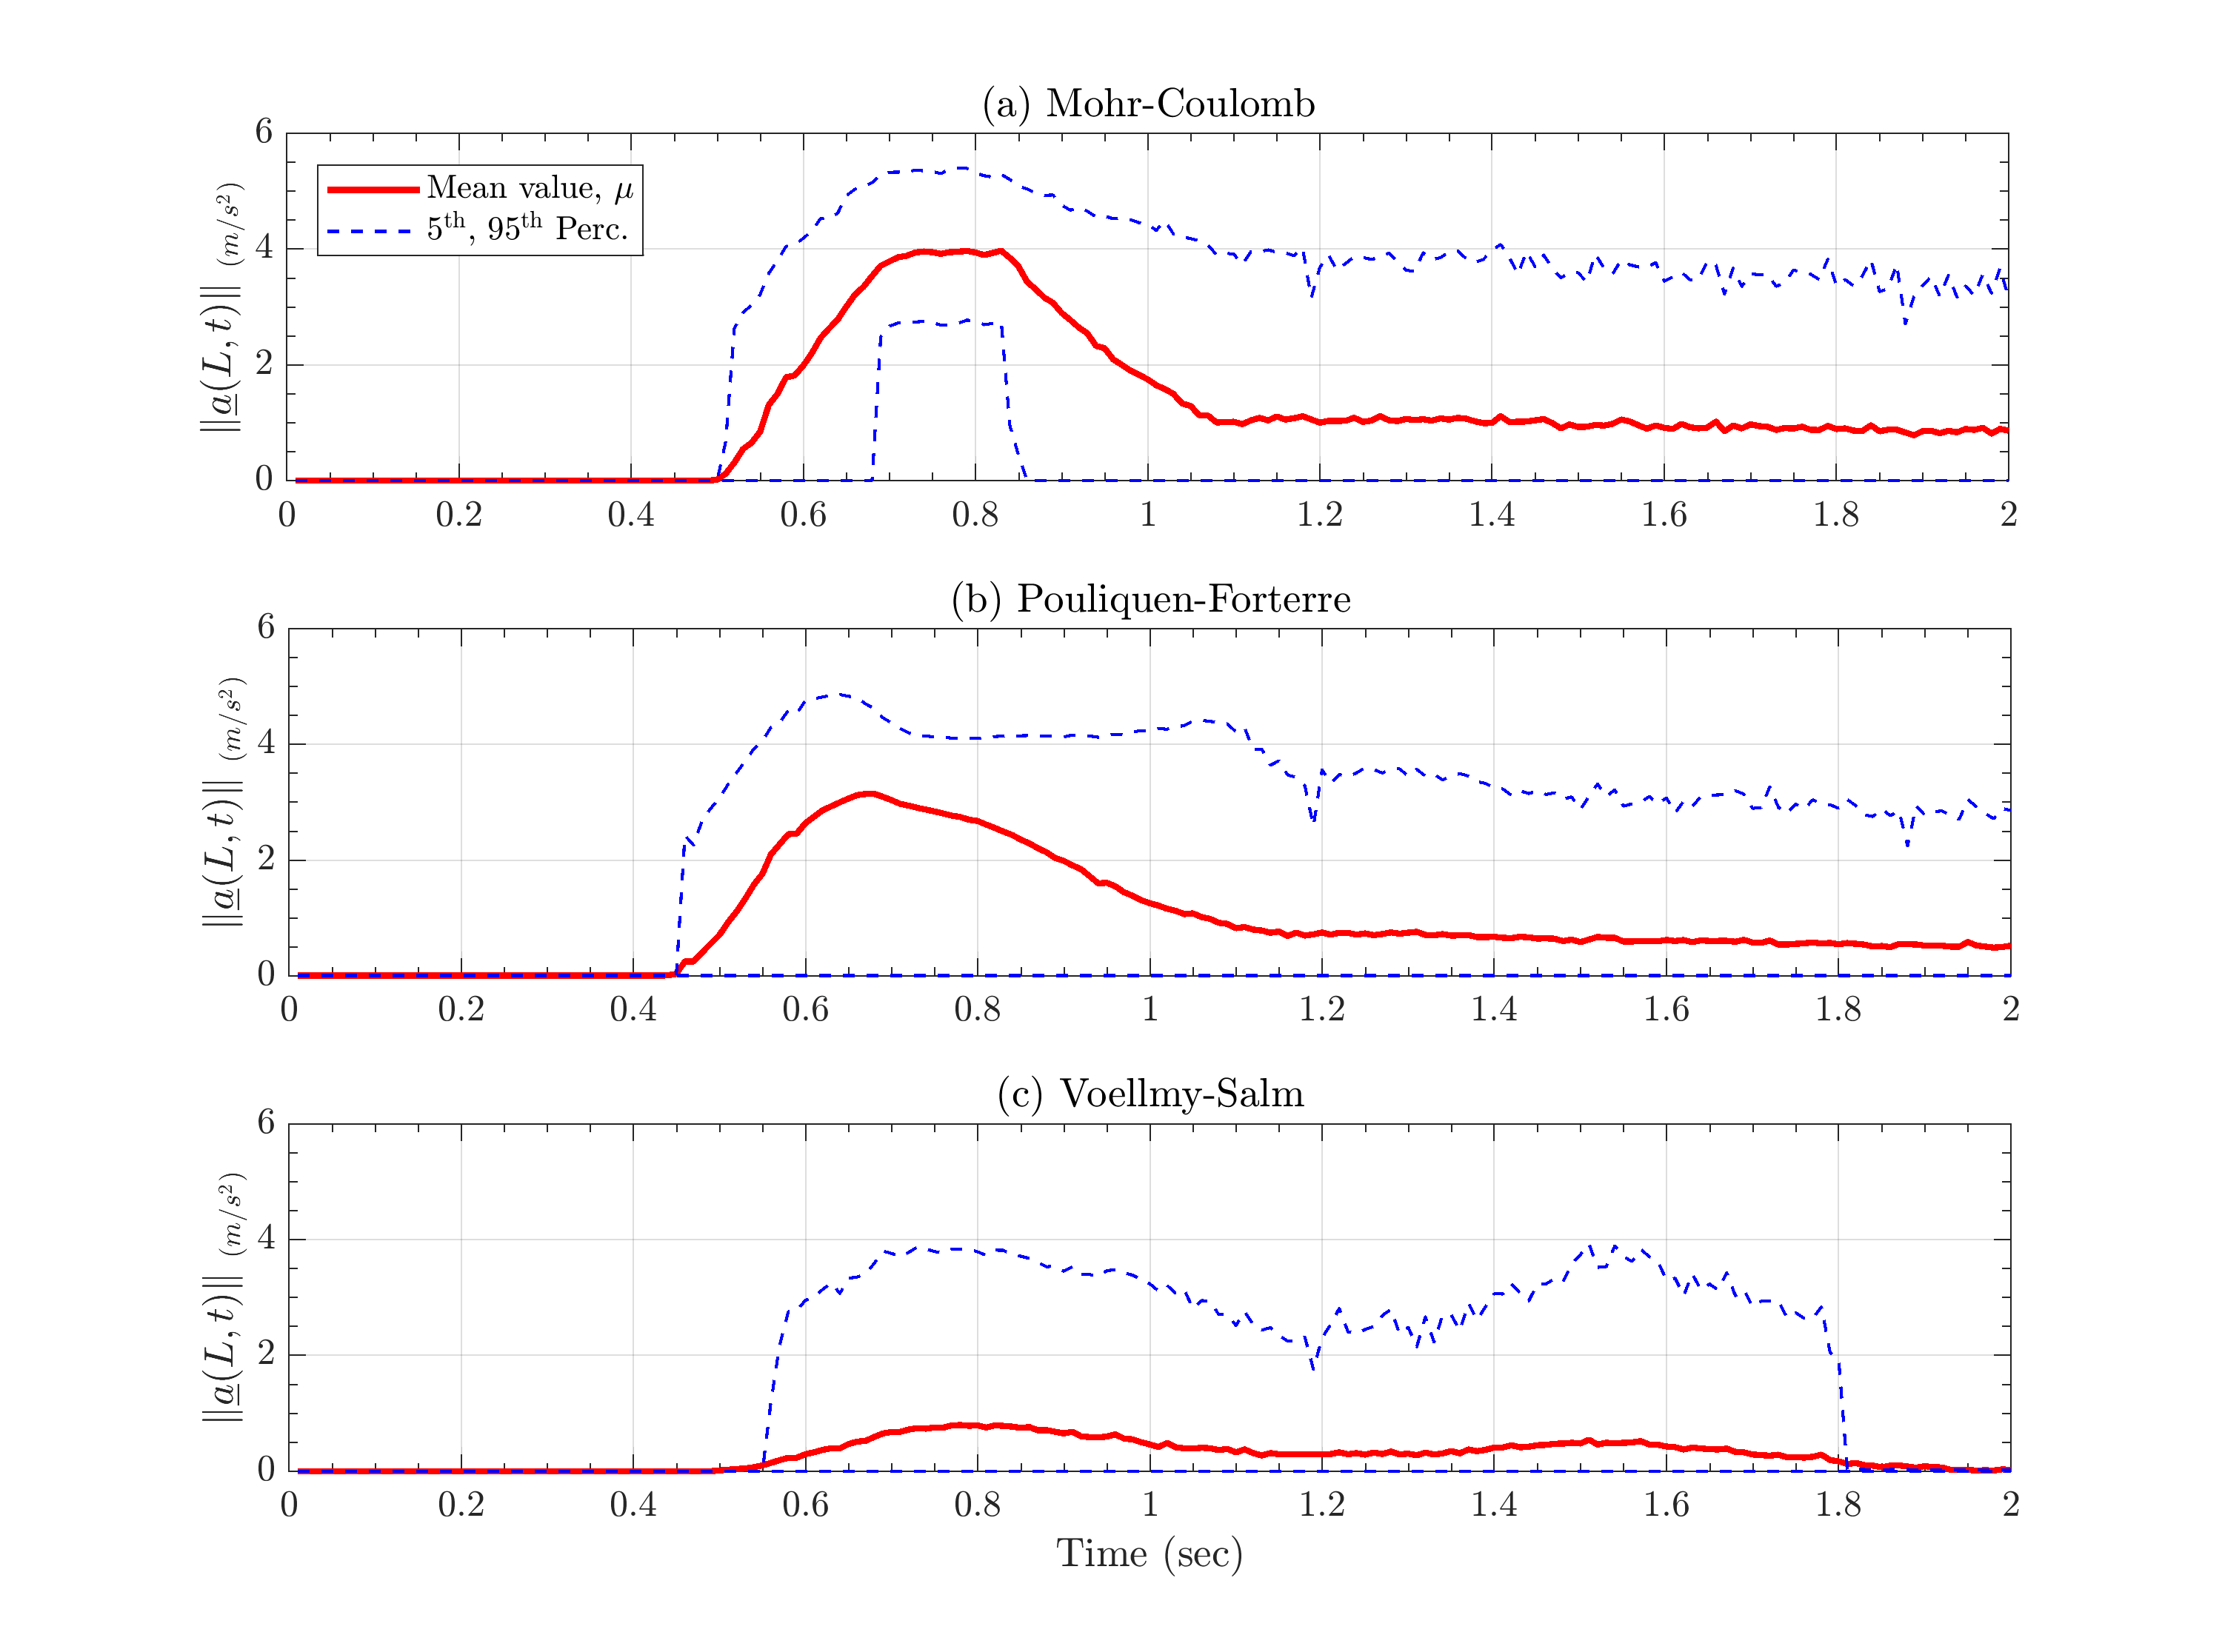 (a) Mohr-Coulomb
‖a(L, t)‖ (m/s²)
6
4
2
0
Mean value, μ
5th, 95th Perc.
0 0.2 0.4 0.6 0.8 1 1.2 1.4 1.6 1.8 2
(b) Pouliquen-Forterre
‖a(L, t)‖ (m/s²)
6
4
2
0
0 0.2 0.4 0.6 0.8 1 1.2 1.4 1.6 1.8 2
(c) Voellmy-Salm
‖a(L, t)‖ (m/s²)
6
4
2
0
0 0.2 0.4 0.6 0.8 1 1.2 1.4 1.6 1.8 2
Time (sec)